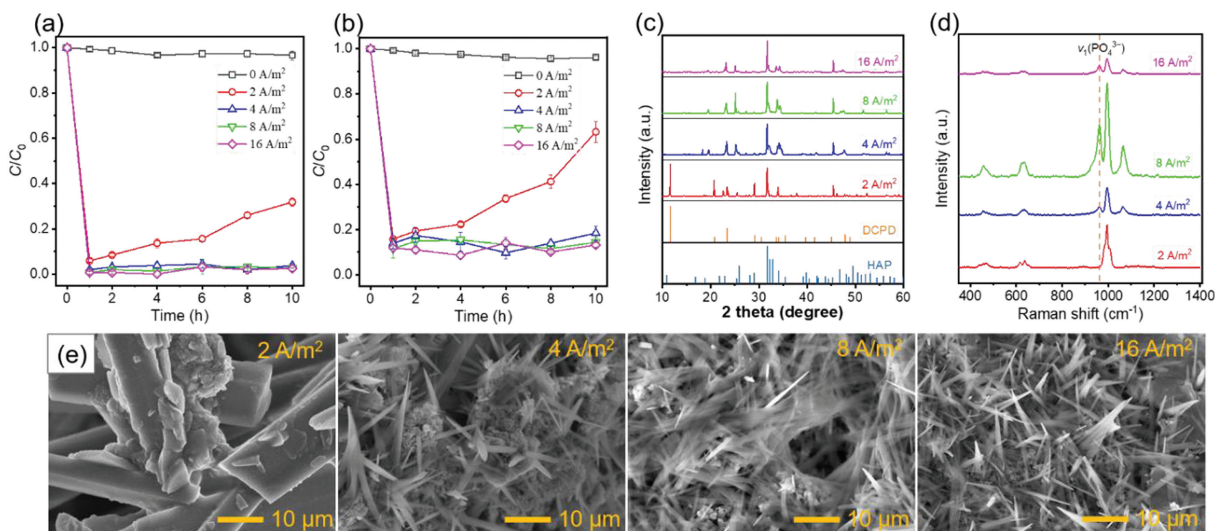 (a)
C/C₀
1.0
0.8
0.6
0.4
0.2
0.0
0 A/m²
2 A/m²
4 A/m²
8 A/m²
16 A/m²
0 2 4 6 8 10
Time (h)
(b)
C/C₀
1.0
0.8
0.6
0.4
0.2
0.0
0 A/m²
2 A/m²
4 A/m²
8 A/m²
16 A/m²
0 2 4 6 8 10
Time (h)
(c)
Intensity (a.u.)
16 A/m²
8 A/m²
4 A/m²
2 A/m²
DCPD
HAP
10 20 30 40 50 60
2 theta (degree)
(d)
Intensity (a.u.)
ν₁(PO₄³⁻)
16 A/m²
8 A/m²
4 A/m²
2 A/m²
400 600 800 1000 1200 1400
Raman shift (cm⁻¹)
(e)
2 A/m²
10 μm
4 A/m²
10 μm
8 A/m²
10 μm
16 A/m²
10 μm